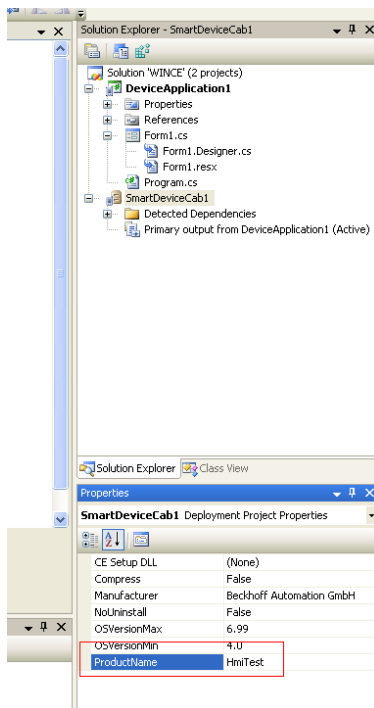 Solution Explorer - SmartDeviceCab1
Solution 'WINCE' (2 projects)
DeviceApplication1
Properties
References
Form1.cs
Form1.Designer.cs
Form1.resx
Program.cs
SmartDeviceCab1
Detected Dependencies
Primary output from DeviceApplication1 (Active)
Solution Explorer Class View
Properties
SmartDeviceCab1 Deployment Project Properties
CE Setup DLL (None)
Compress False
Manufacturer Beckhoff Automation GmbH
NoUninstall False
OSVersionMax 6.99
OSVersionMin 4.0
ProductName HmiTest